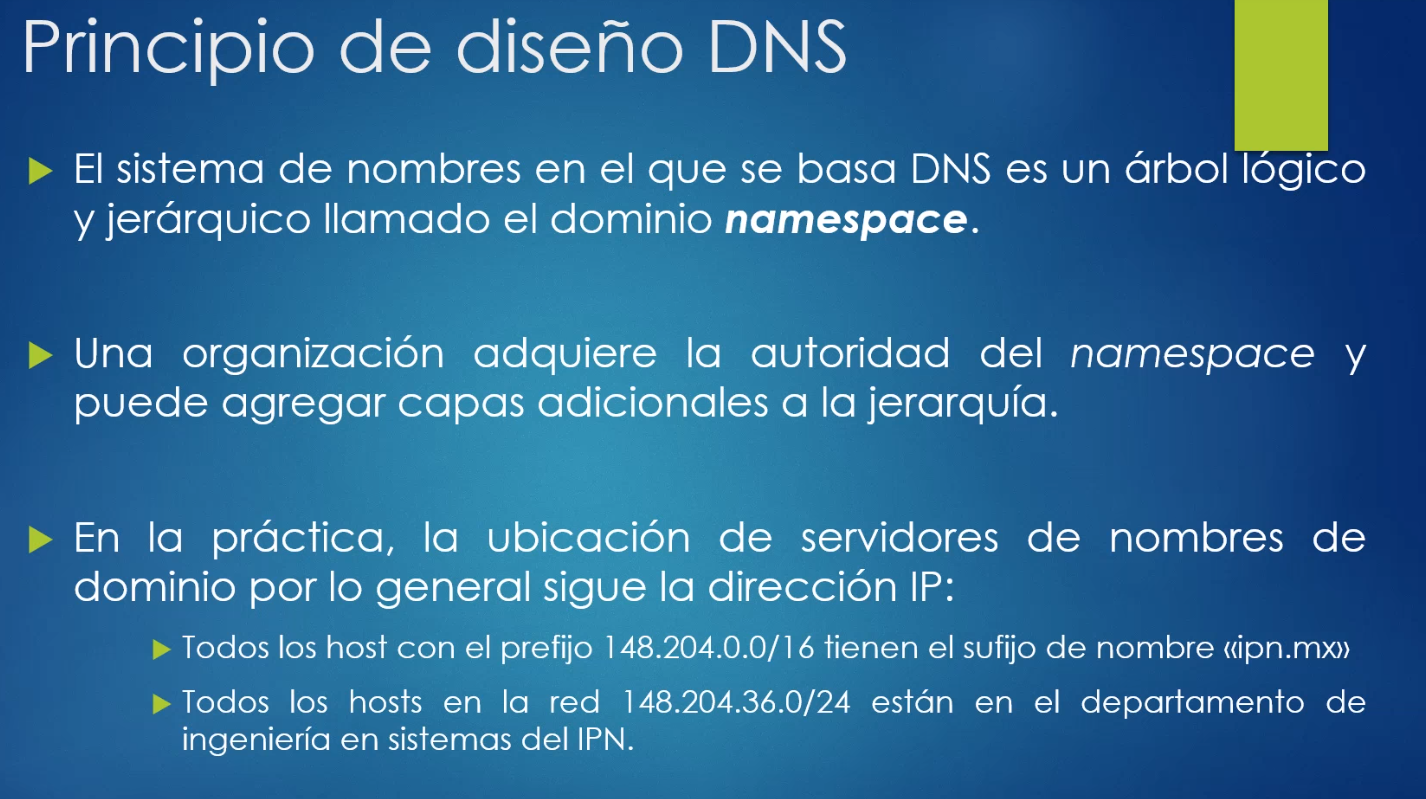 Principio de diseño DNS
El sistema de nombres en el que se basa DNS es un árbol lógico
y jerárquico llamado el dominio namespace.
Una organización adquiere la autoridad del namespace y
puede agregar capas adicionales a la jerarquía.
En la práctica, la ubicación de servidores de nombres de
dominio por lo general sigue la dirección IP:
Todos los host con el prefijo 148.204.0.0/16 tienen el sufijo de nombre «ipn.mx»
Todos los hosts en la red 148.204.36.0/24 están en el departamento de
ingeniería en sistemas del IPN.